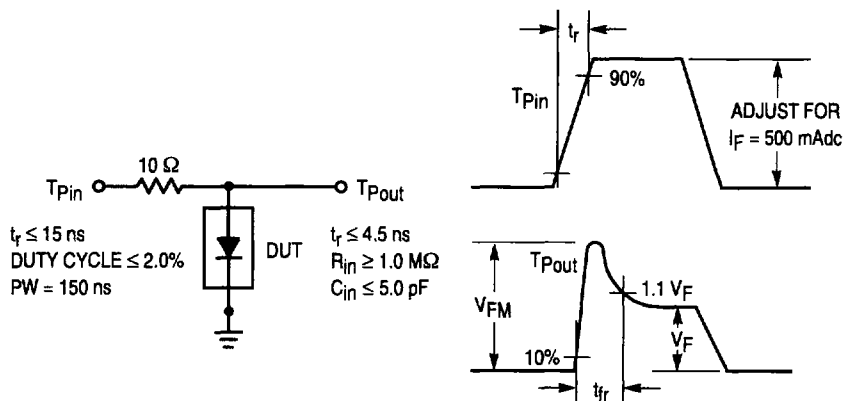 10 Ω
T_Pin
T_Pout
t_r ≤ 15 ns
DUTY CYCLE ≤ 2.0%
PW = 150 ns
DUT
t_r ≤ 4.5 ns
R_in ≥ 1.0 MΩ
C_in ≤ 5.0 pF
t_r
T_Pin
90%
ADJUST FOR
I_F = 500 mAdc
T_Pout
V_FM
1.1 V_F
V_F
10%
t_fr